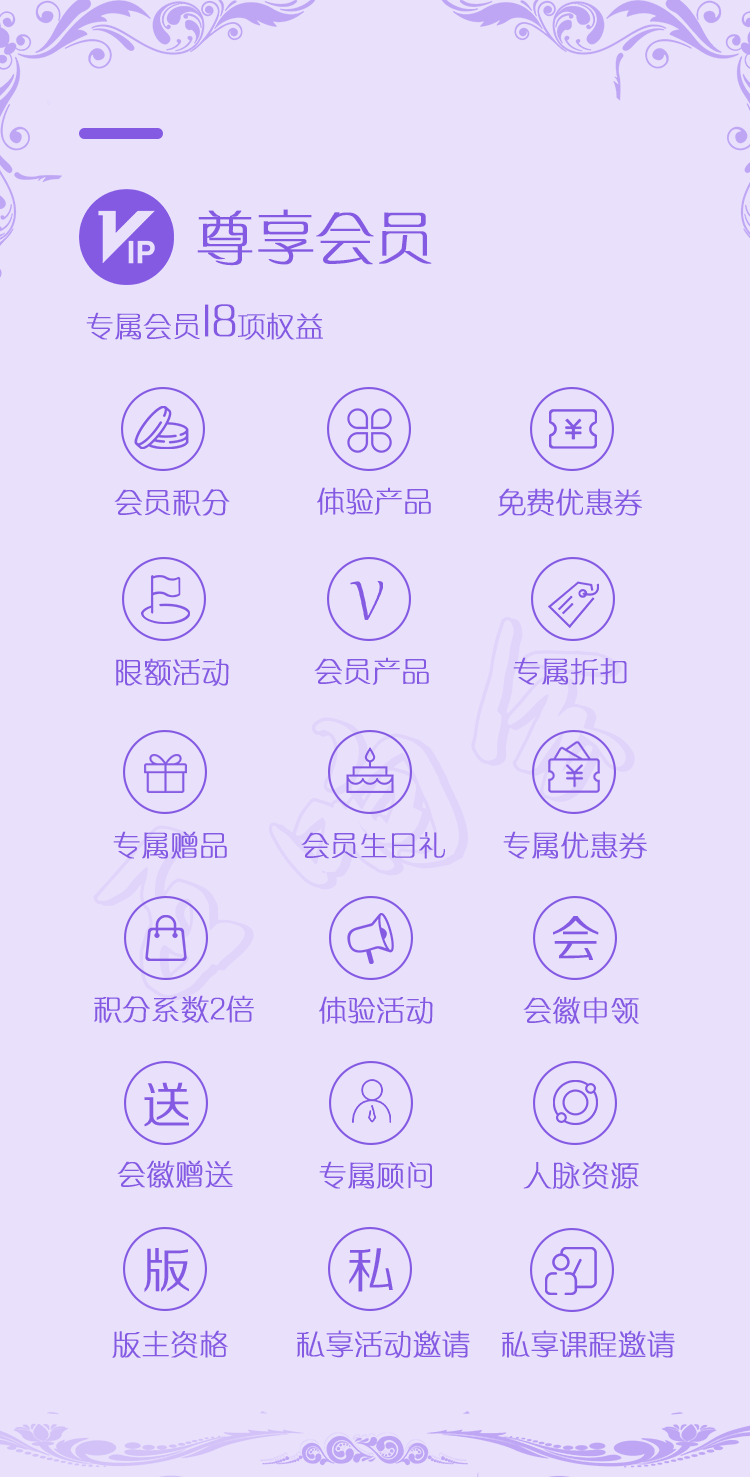 VIP 尊享会员
专属会员18项权益
¥
会员积分 体验产品 免费优惠券
V
限额活动 会员产品 专属折扣
¥
专属赠品 会员生日礼 专属优惠券
会
积分系数2倍 体验活动 会徽申领
送
会徽赠送 专属顾问 人脉资源
版 私
版主资格 私享活动邀请 私享课程邀请